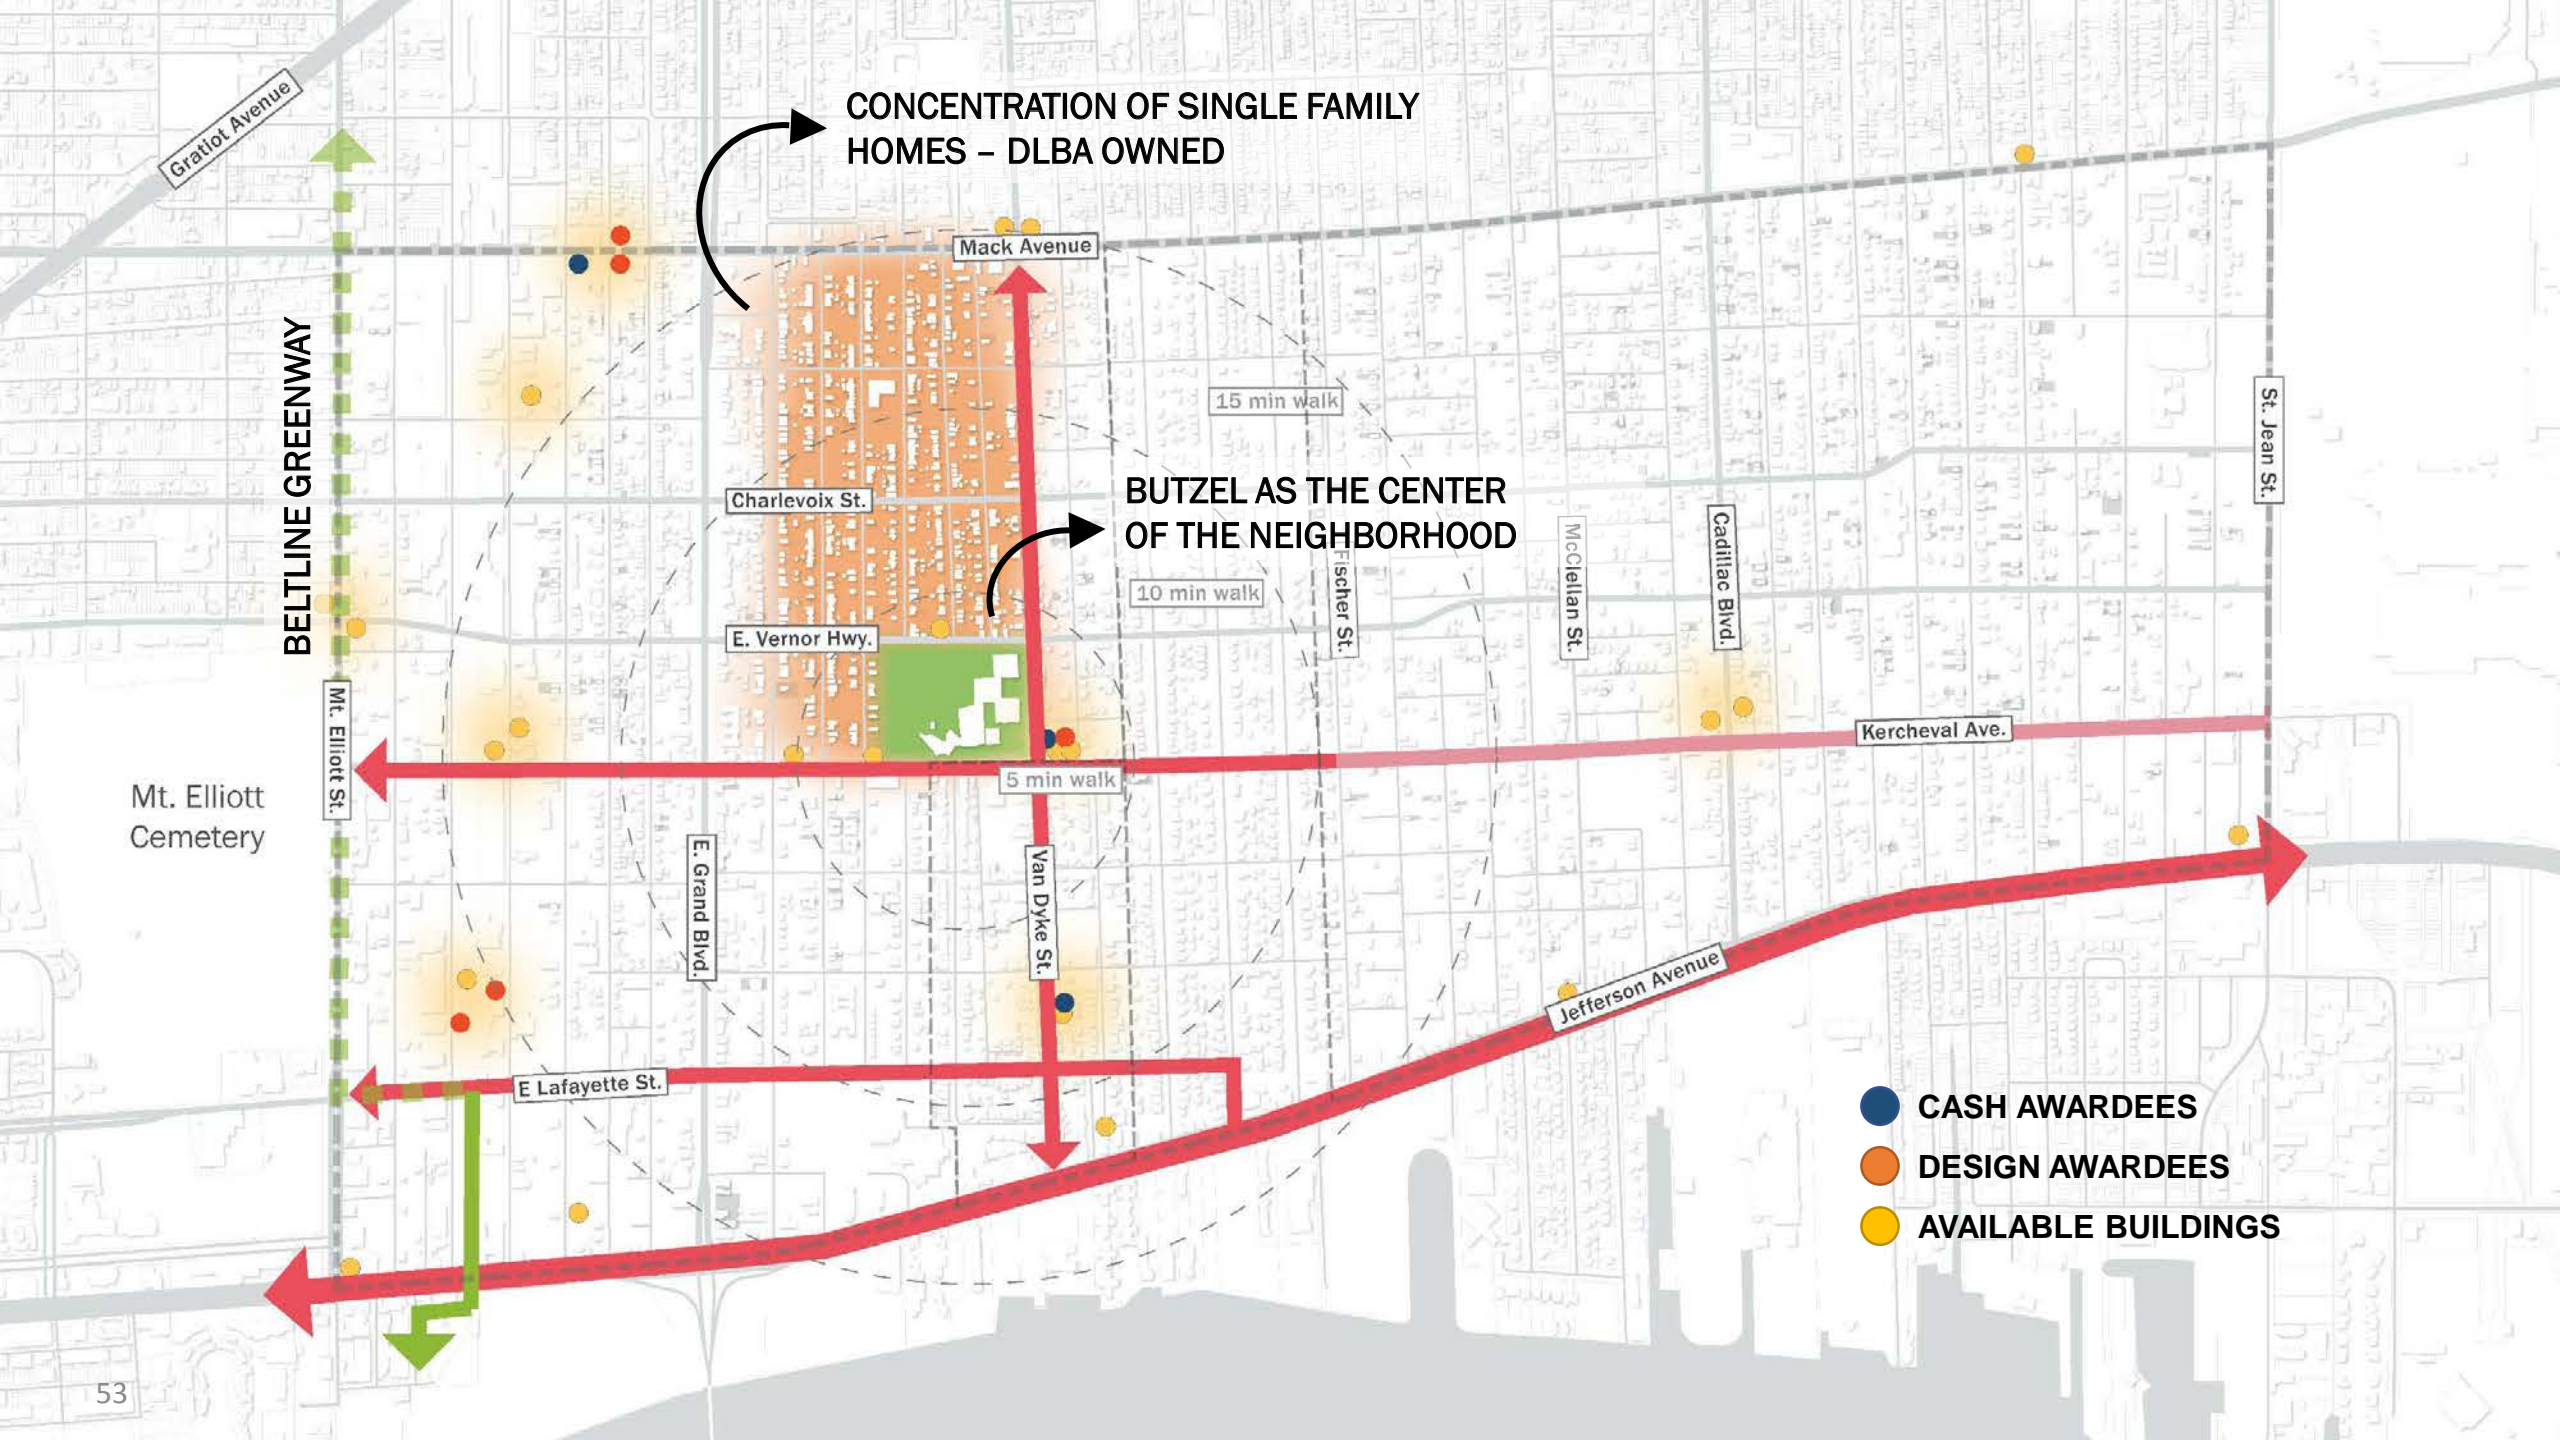 Gratiot Avenue
CONCENTRATION OF SINGLE FAMILY
HOMES – DLBA OWNED
Mack Avenue
BELTLINE GREENWAY
15 min walk
St. Jean St.
Charlevoix St.
BUTZEL AS THE CENTER
OF THE NEIGHBORHOOD
10 min walk
Fischer St.
McClellan St.
Cadillac Blvd.
E. Vernor Hwy.
Mt. Elliott St.
Kercheval Ave.
5 min walk
Mt. Elliott
Cemetery
E. Grand Blvd.
Van Dyke St.
Jefferson Avenue
E Lafayette St.
CASH AWARDEES
DESIGN AWARDEES
AVAILABLE BUILDINGS
53